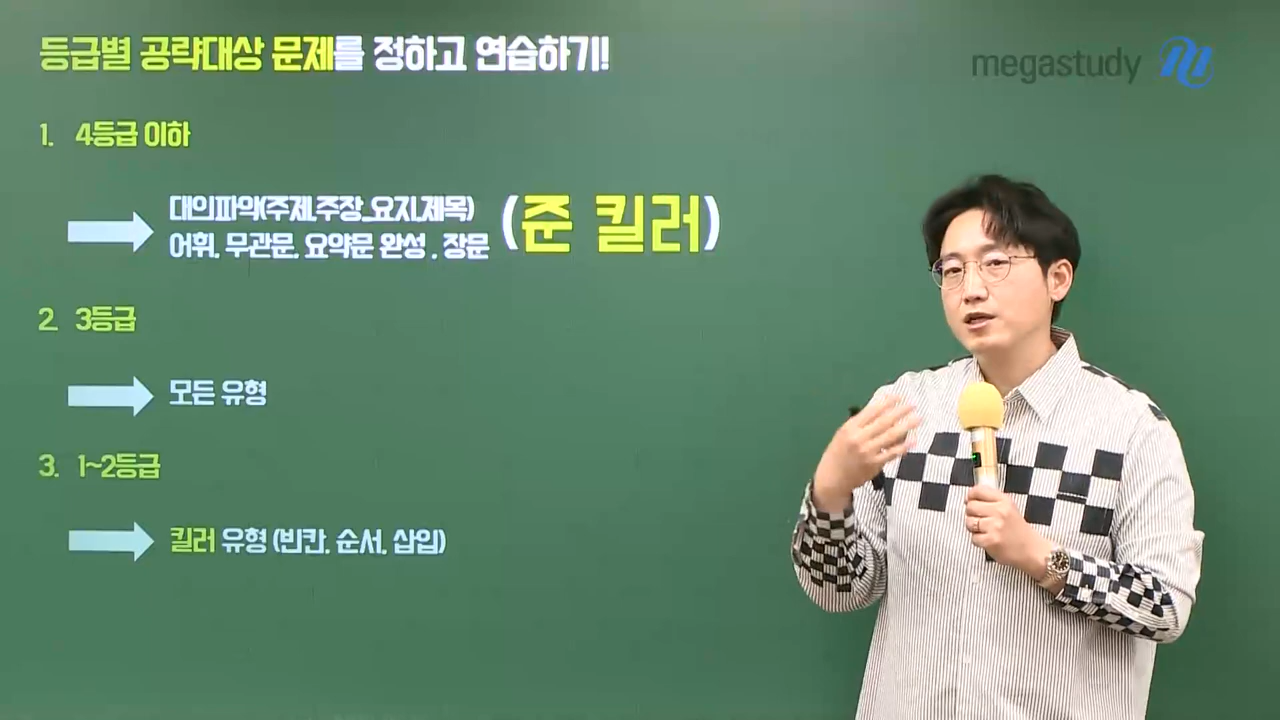 등급별 공략대상 문제를 정하고 연습하기!
megastudy
1. 4등급 이하
대의파악(주제,주장,요지,제목)
어휘, 무관문, 요약문 완성, 장문
(준 킬러)
2. 3등급
모든 유형
3. 1~2등급
킬러 유형 (빈칸, 순서, 삽입)